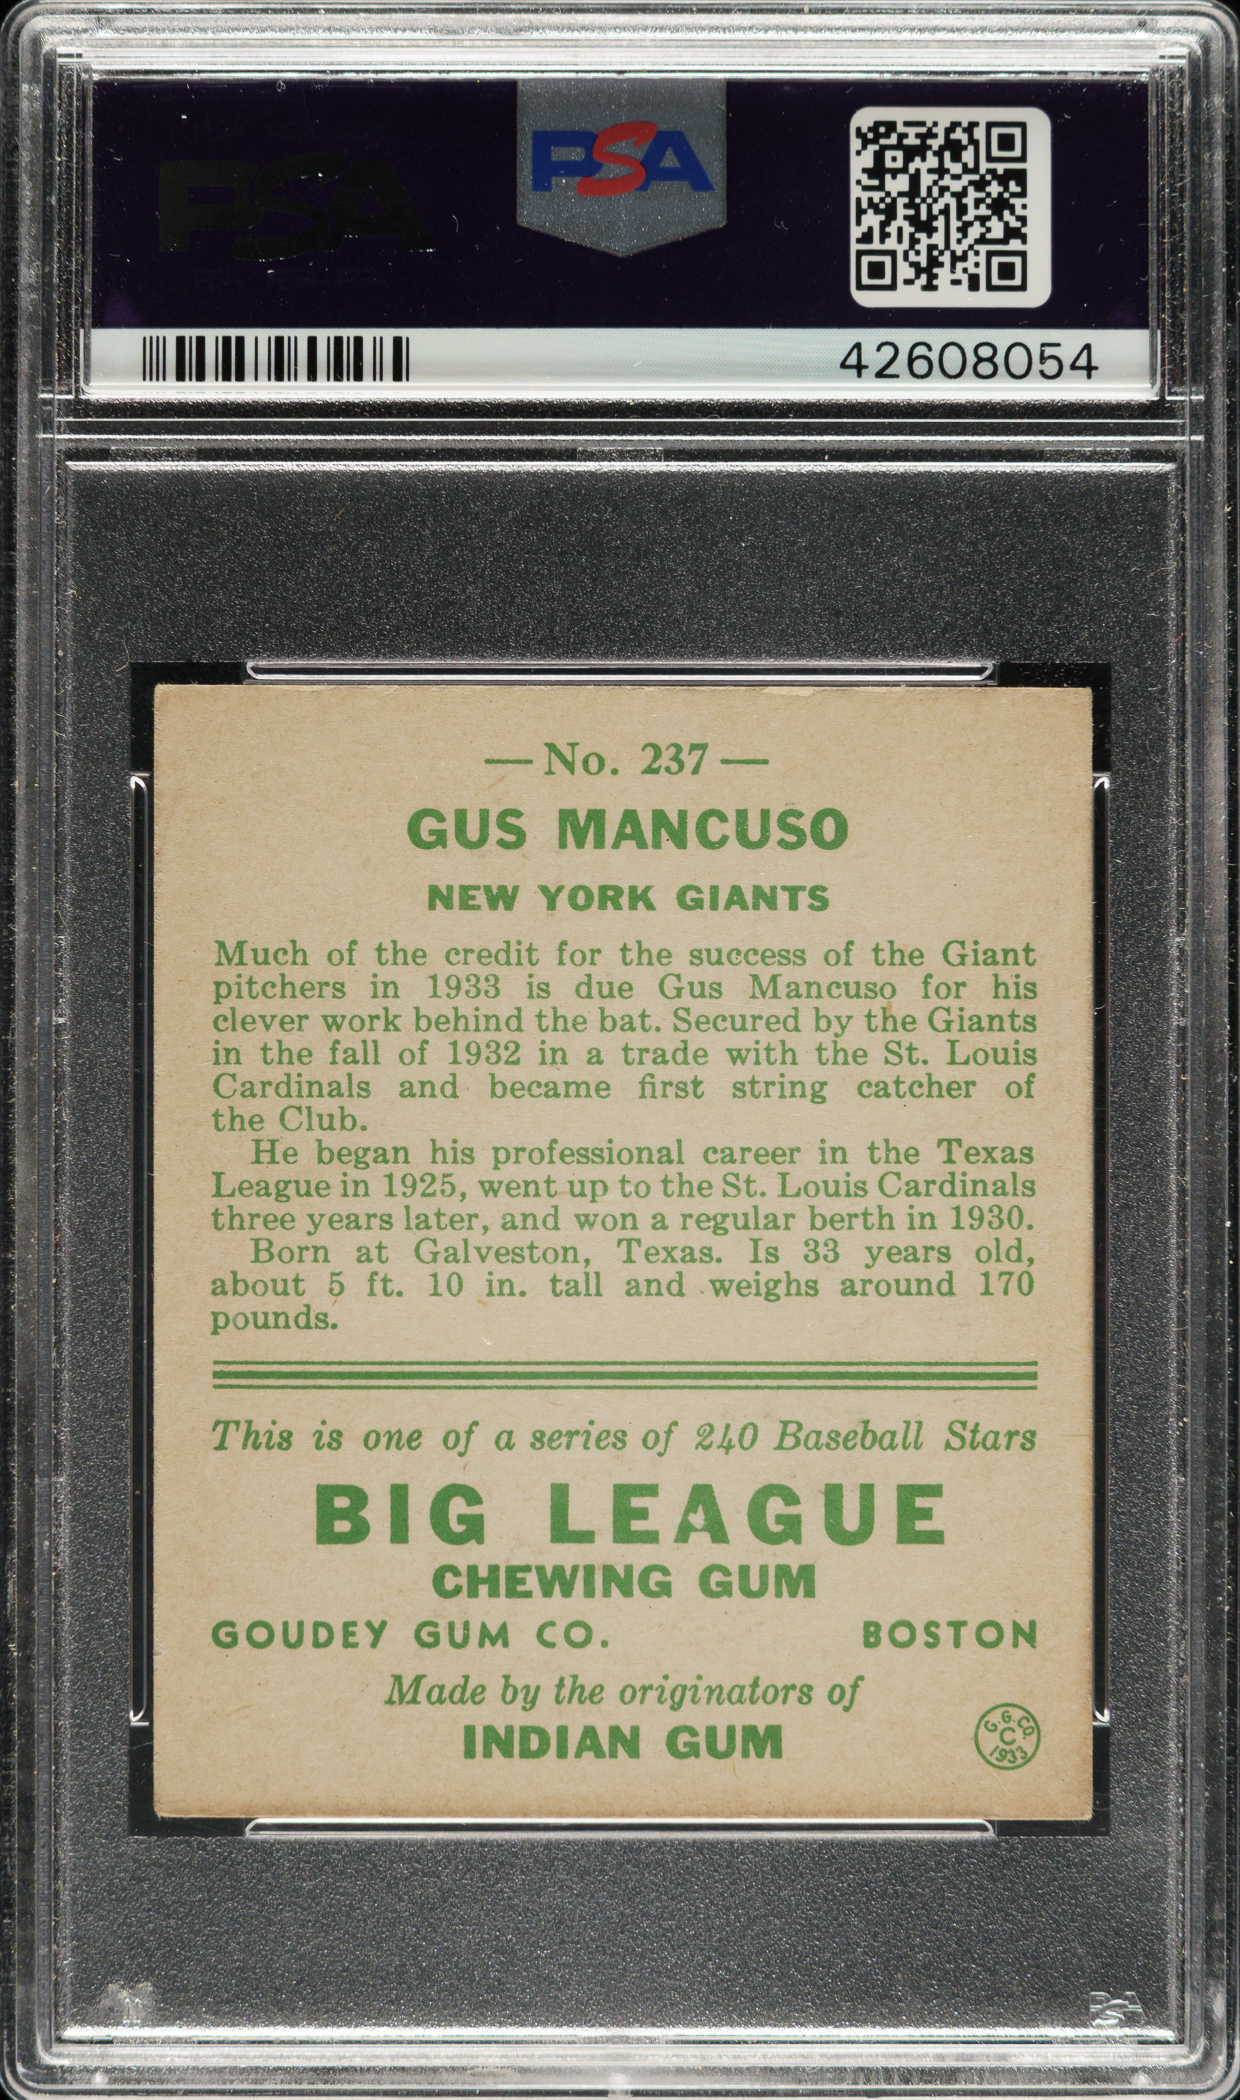 PSA
PSA
42608054
— No. 237 —
GUS MANCUSO
NEW YORK GIANTS
Much of the credit for the success of the Giant
pitchers in 1933 is due Gus Mancuso for his
clever work behind the bat. Secured by the Giants
in the fall of 1932 in a trade with the St. Louis
Cardinals and became first string catcher of
the Club.
He began his professional career in the Texas
League in 1925, went up to the St. Louis Cardinals
three years later, and won a regular berth in 1930.
Born at Galveston, Texas. Is 33 years old,
about 5 ft. 10 in. tall and weighs around 170
pounds.
This is one of a series of 240 Baseball Stars
BIG LEAGUE
CHEWING GUM
GOUDEY GUM CO. BOSTON
Made by the originators of
INDIAN GUM
G. G. CO.
C
1933
PSA